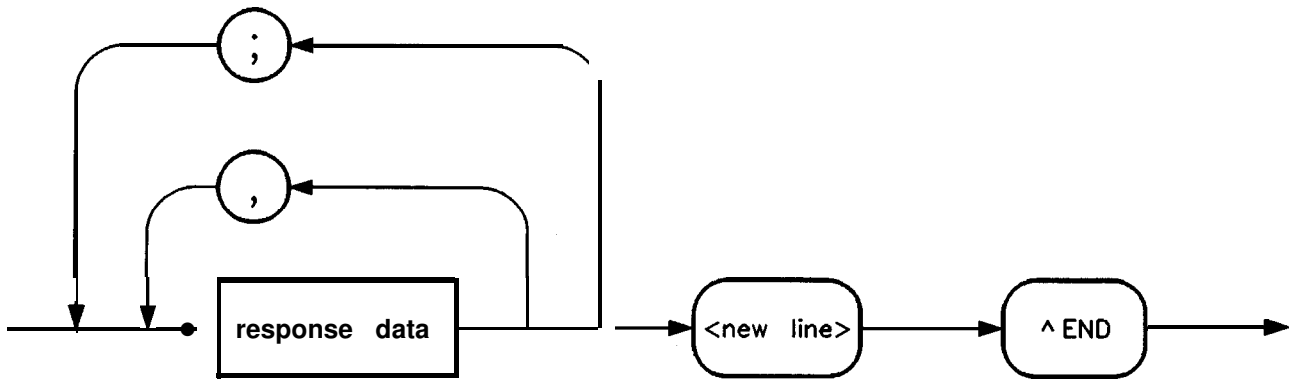 ;
,
response data
<new line>
^ END